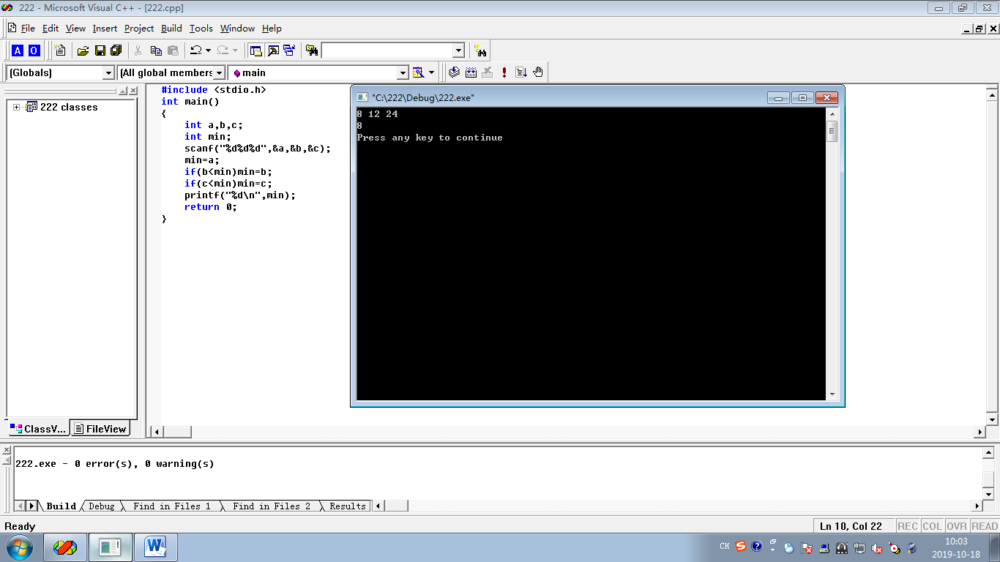 222 - Microsoft Visual C++ - [222.cpp]
File Edit View Insert Project Build Tools Window Help
A O
(Globals) (All global members main
222 classes
#include <stdio.h>
int main()
{
int a,b,c;
int min;
scanf("%d%d%d",&a,&b,&c);
min=a;
if(b<min)min=b;
if(c<min)min=c;
printf("%d\n",min);
return 0;
}
"C:\222\Debug\222.exe"
8 12 24
8
Press any key to continue
ClassV... FileView
222.exe - 0 error(s), 0 warning(s)
Build Debug Find in Files 1 Find in Files 2 Results
Ready Ln 10, Col 22 REC COL OVR READ
CH 10:03
2019-10-18